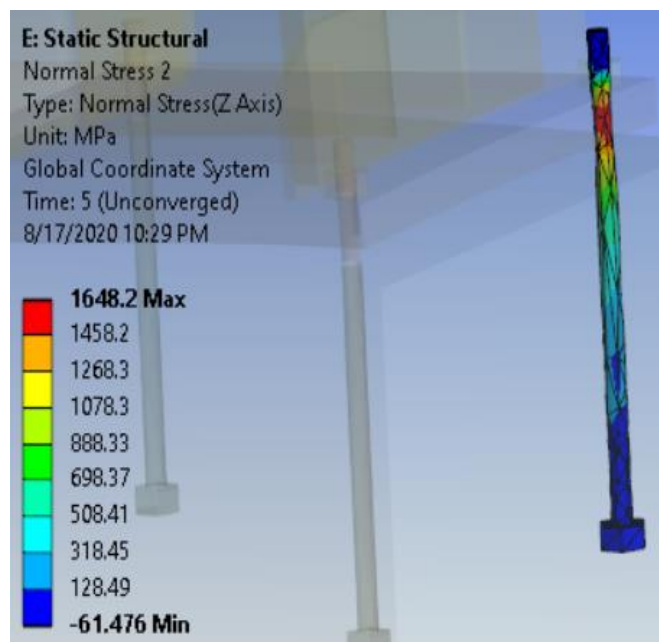 E: Static Structural
Normal Stress 2
Type: Normal Stress(Z Axis)
Unit: MPa
Global Coordinate System
Time: 5 (Unconverged)
8/17/2020 10:29 PM
1648.2 Max
1458.2
1268.3
1078.3
888.33
698.37
508.41
318.45
128.49
-61.476 Min